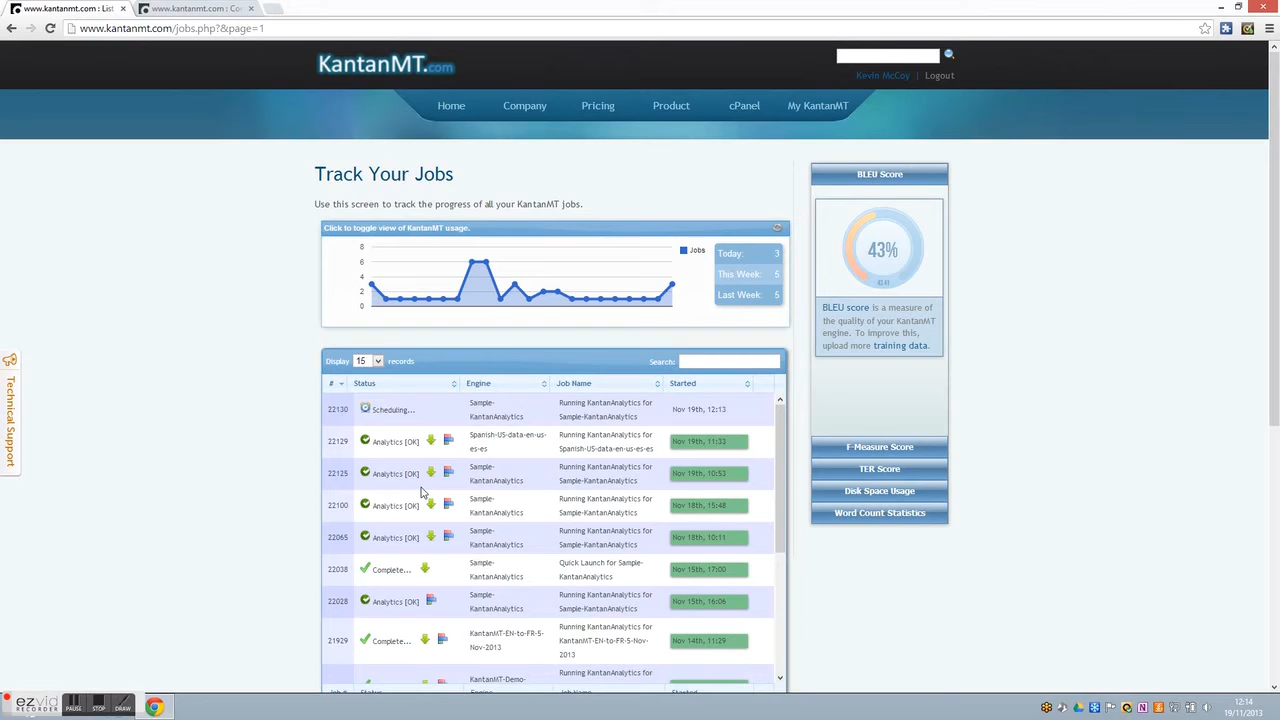 www.kantanmt.com : List
www.kantanmt.com : Co
www.kantanmt.com/jobs.php?&page=1
KantanMT.com
Kevin McCoy | Logout
Home Company Pricing Product cPanel My KantanMT
Track Your Jobs
Use this screen to track the progress of all your KantanMT jobs.
Click to toggle view of KantanMT usage.
8
6
4
2
0
Jobs
Today: 3
This Week: 5
Last Week: 5
BLEU Score
43%
BLEU score is a measure
of the quality of your KantanMT
engine. To improve this,
upload more training data.
F-Measure Score
TER Score
Disk Space Usage
Word Count Statistics
Display 15 records Search:
# Status Engine Job Name Started
22130 Scheduling... Sample-KantanAnalytics Running KantanAnalytics for Sample-KantanAnalytics Nov 19th, 12:13
22129 Analytics [OK] Spanish-US-data-en-us-es-es Running KantanAnalytics for Spanish-US-data-en-us-es-es Nov 19th, 11:33
22125 Analytics [OK] Sample-KantanAnalytics Running KantanAnalytics for Sample-KantanAnalytics Nov 19th, 10:53
22100 Analytics [OK] Sample-KantanAnalytics Running KantanAnalytics for Sample-KantanAnalytics Nov 18th, 15:48
22065 Analytics [OK] Sample-KantanAnalytics Running KantanAnalytics for Sample-KantanAnalytics Nov 18th, 10:11
22038 Complete... Sample-KantanAnalytics Quick Launch for Sample-KantanAnalytics Nov 15th, 17:00
22028 Analytics [OK] Sample-KantanAnalytics Running KantanAnalytics for Sample-KantanAnalytics Nov 15th, 16:06
21929 Complete... KantanMT-EN-to-FR-5-Nov-2013 Running KantanAnalytics for KantanMT-EN-to-FR-5-Nov-2013 Nov 14th, 11:29
KantanMT-Demo- Running KantanAnalytics for
Job # Status Engine Job Name Started
Technical Support
ezvid
RECORDER
PAUSE STOP DRAW
12:14
19/11/2013